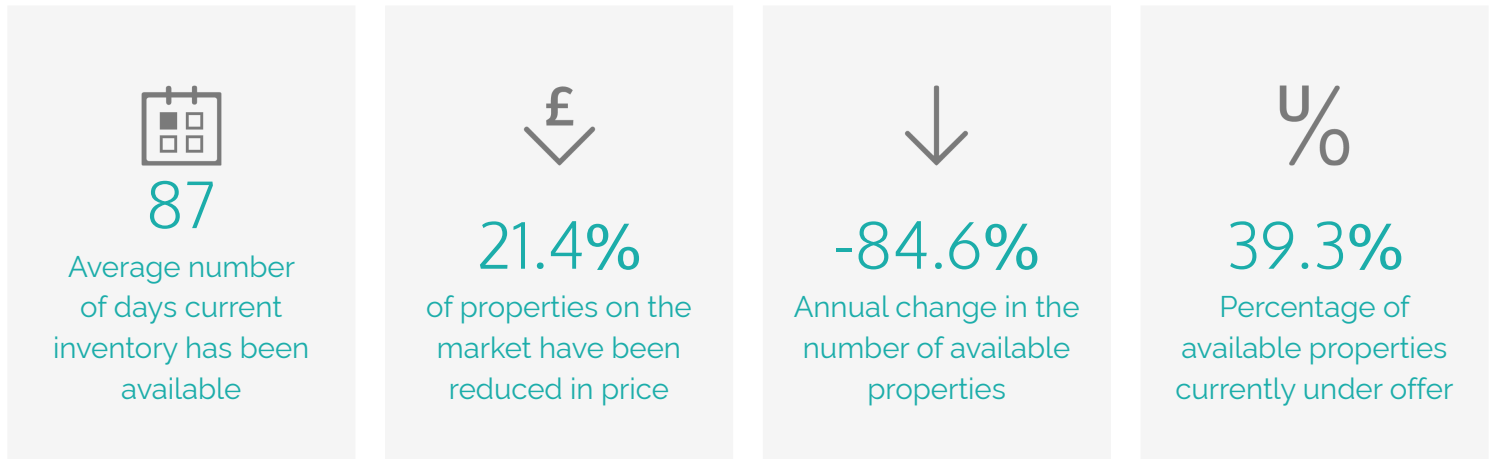 87
Average number
of days current
inventory has been
available
£
21.4%
of properties on the
market have been
reduced in price
-84.6%
Annual change in the
number of available
properties
U/O
39.3%
Percentage of
available properties
currently under offer